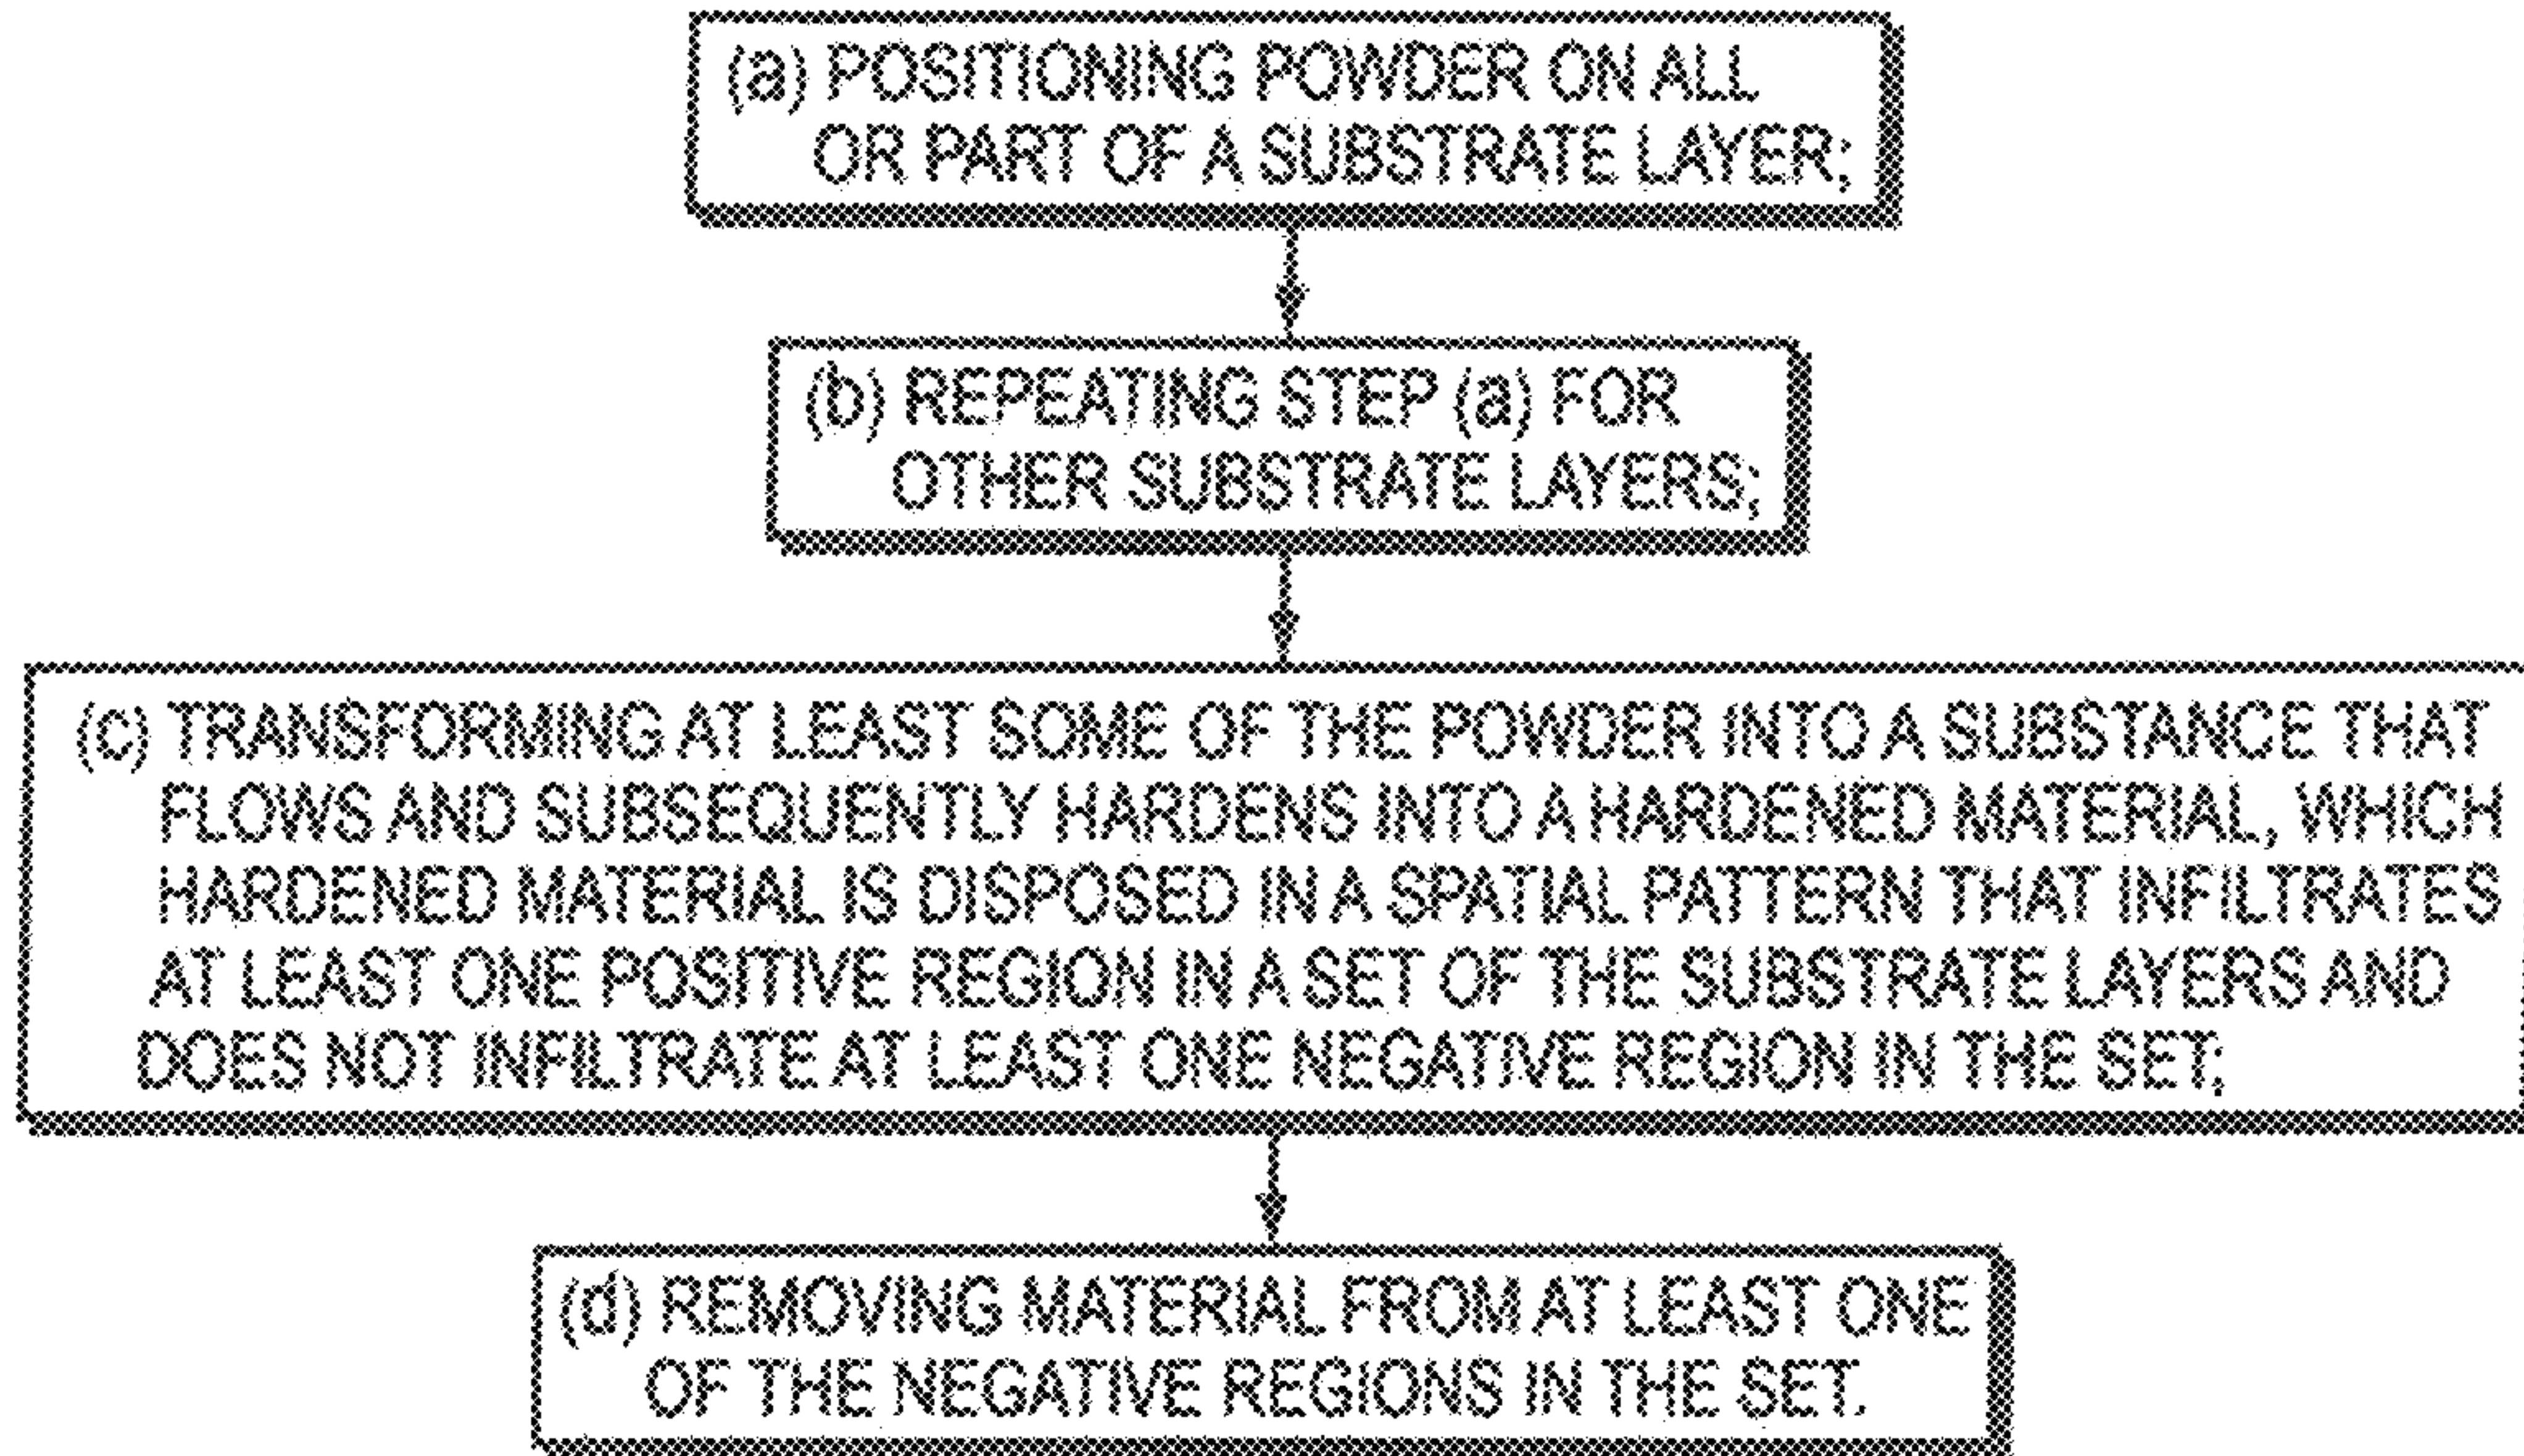 (a) POSITIONING POWDER ON ALL
OR PART OF A SUBSTRATE LAYER;
(b) REPEATING STEP (a) FOR
OTHER SUBSTRATE LAYERS;
(c) TRANSFORMING AT LEAST SOME OF THE POWDER INTO A SUBSTANCE THAT
FLOWS AND SUBSEQUENTLY HARDENS INTO A HARDENED MATERIAL, WHICH
HARDENED MATERIAL IS DISPOSED IN A SPATIAL PATTERN THAT INFILTRATES
AT LEAST ONE POSITIVE REGION IN A SET OF THE SUBSTRATE LAYERS AND
DOES NOT INFILTRATE AT LEAST ONE NEGATIVE REGION IN THE SET;
(d) REMOVING MATERIAL FROM AT LEAST ONE
OF THE NEGATIVE REGIONS IN THE SET.